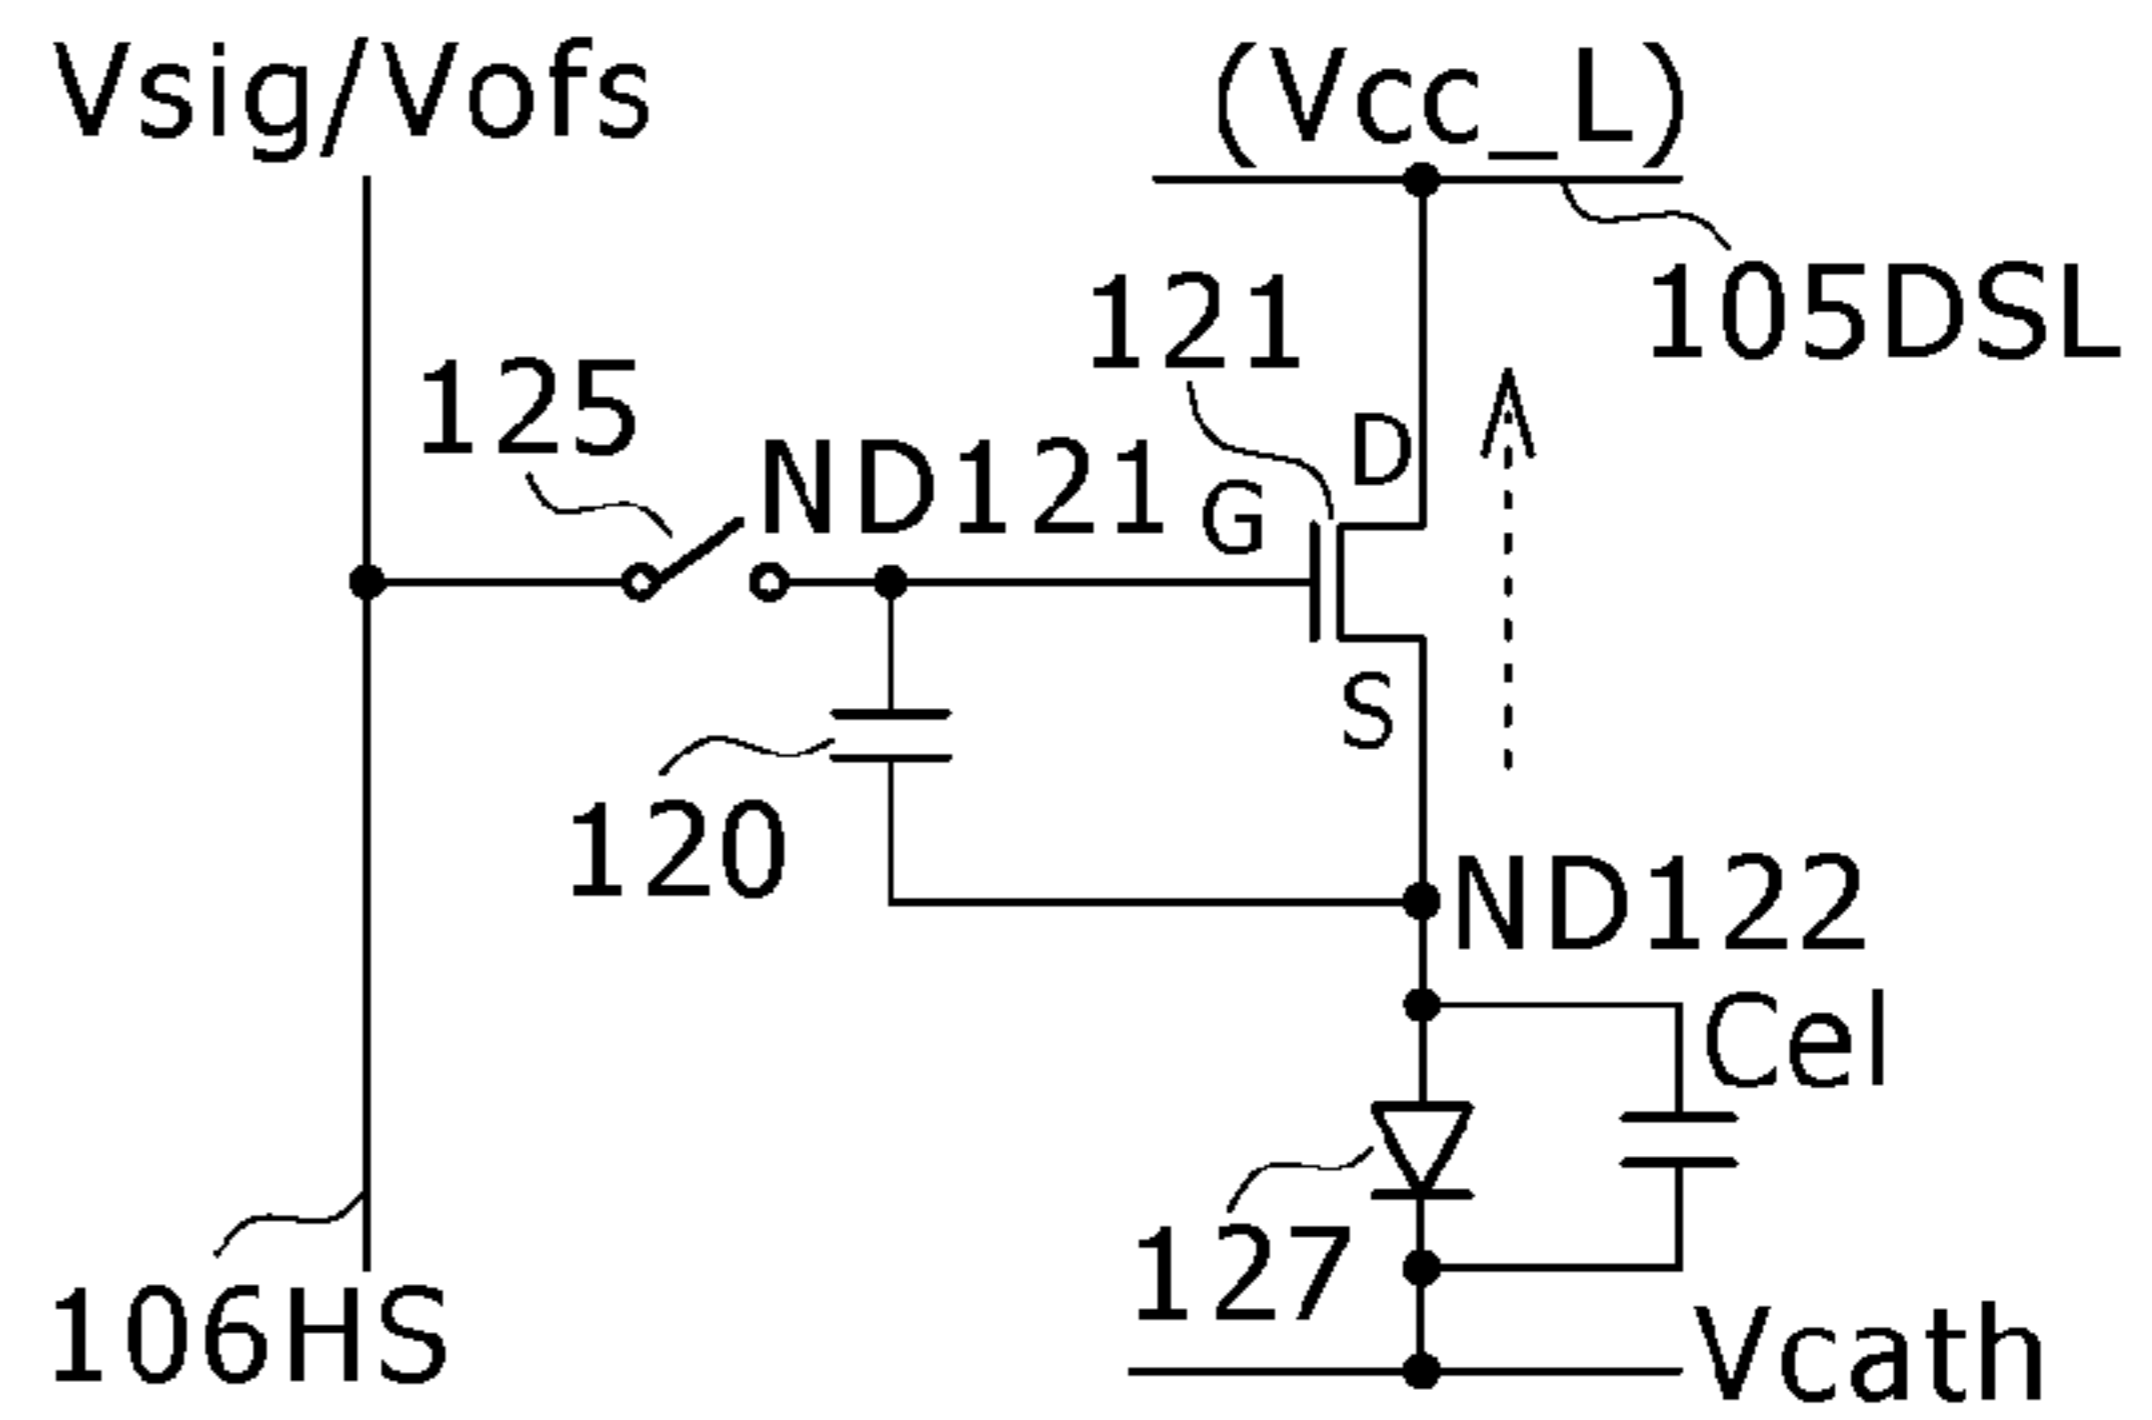 Vsig/Vofs
(Vcc_L)
105DSL
121
125
ND121
G
D
S
120
ND122
Cel
127
106HS
Vcath